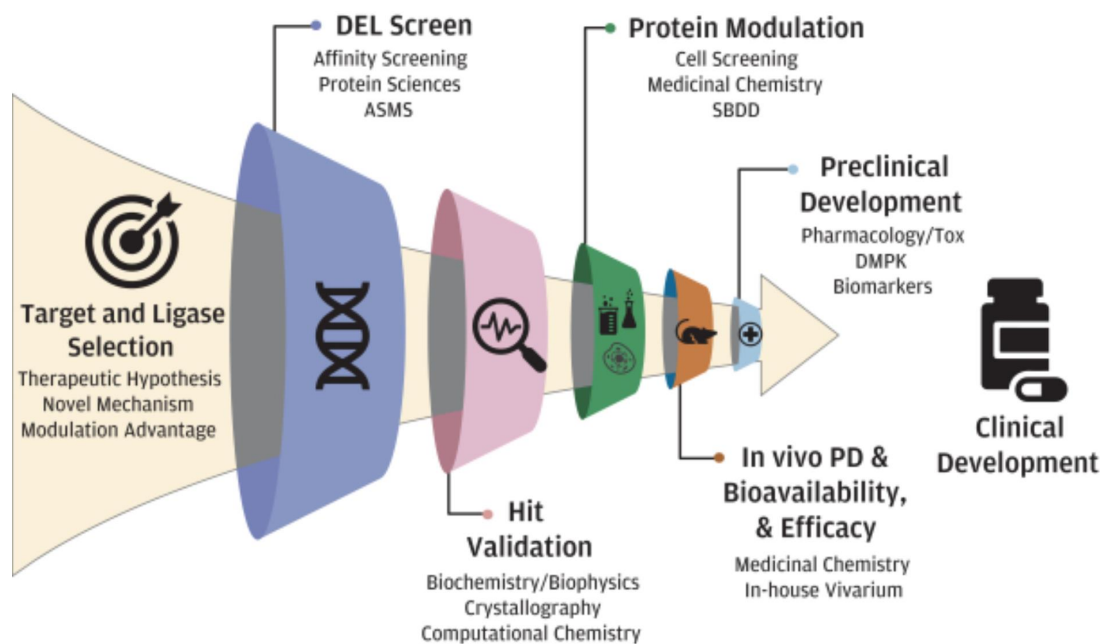 Target and Ligase
Selection
Therapeutic Hypothesis
Novel Mechanism
Modulation Advantage
DEL Screen
Affinity Screening
Protein Sciences
ASMS
Hit
Validation
Biochemistry/Biophysics
Crystallography
Computational Chemistry
Protein Modulation
Cell Screening
Medicinal Chemistry
SBDD
In vivo PD &
Bioavailability,
& Efficacy
Medicinal Chemistry
In-house Vivarium
Preclinical
Development
Pharmacology/Tox
DMPK
Biomarkers
Clinical
Development